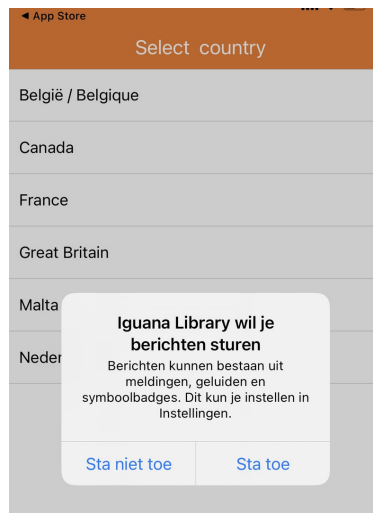 ◀ App Store
Select country
België / Belgique
Canada
France
Great Britain
Malta
Neder
Iguana Library wil je
berichten sturen
Berichten kunnen bestaan uit
meldingen, geluiden en
symboolbadges. Dit kun je instellen in
Instellingen.
Sta niet toe
Sta toe